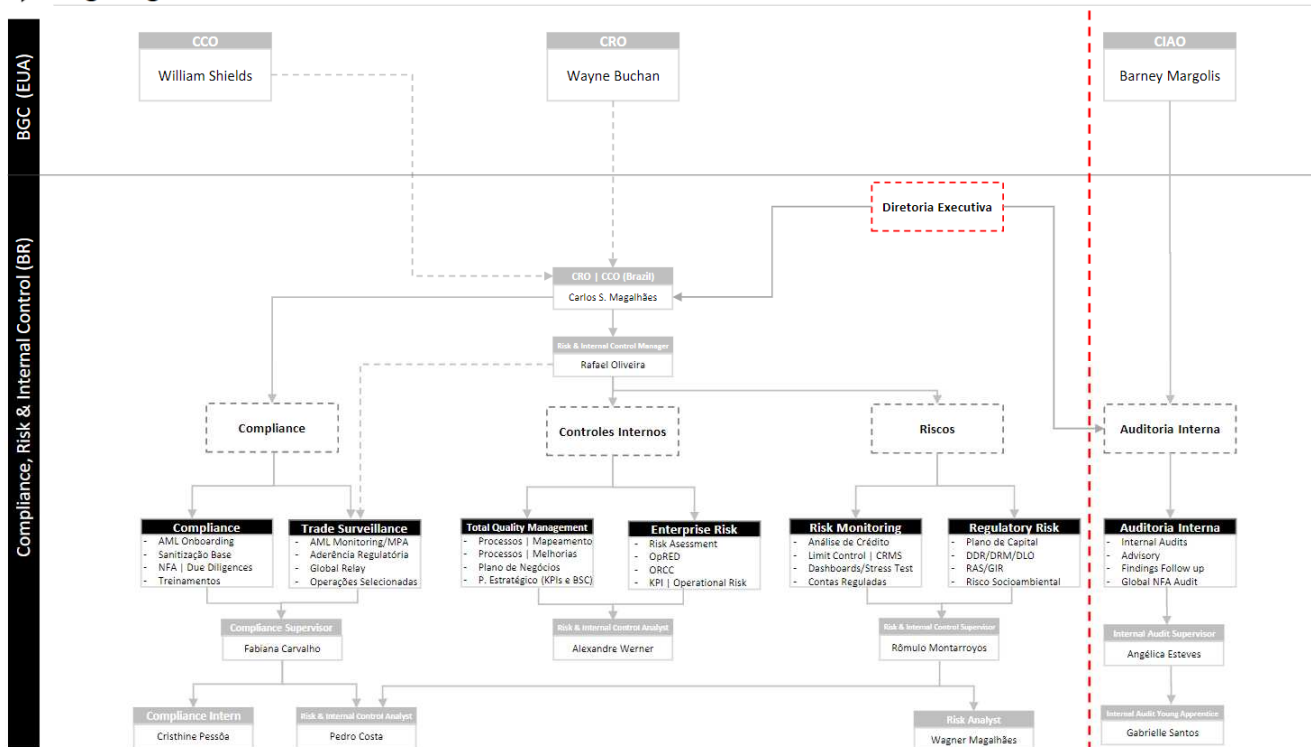 BGC (EUA)
CCO
William Shields
CRO
Wayne Buchan
CIAO
Barney Margolis
Compliance, Risk & Internal Control (BR)
Diretoria Executiva
CRO | CCO (Brazil)
Carlos S. Magalhães
Risk & Internal Control Manager
Rafael Oliveira
Compliance
Controles Internos
Riscos
Auditoria Interna
Compliance
- AML Onboarding
- Sanitização Base
- NFA | Due Diligences
- Treinamentos
Trade Surveillance
- AML Monitoring/MPA
- Aderência Regulatória
- Global Relay
- Operações Selecionadas
Total Quality Management
- Processos | Mapeamento
- Processos | Melhorias
- Plano de Negócios
- P. Estratégico (KPIs e BSC)
Enterprise Risk
- Risk Asessment
- OpRED
- ORCC
- KPI | Operational Risk
Risk Monitoring
- Análise de Crédito
- Limit Control | CRMS
- Dashboards/Stress Test
- Contas Reguladas
Regulatory Risk
- Plano de Capital
- DDR/DRM/DLO
- RAS/GIR
- Risco Socioambiental
Auditoria Interna
- Internal Audits
- Advisory
- Findings Follow up
- Global NFA Audit
Compliance Supervisor
Fabiana Carvalho
Risk & Internal Control Analyst
Alexandre Werner
Risk & Internal Control Supervisor
Rômulo Montarroyos
Internal Audit Supervisor
Angélica Esteves
Compliance Intern
Cristhine Pessôa
Risk & Internal Control Analyst
Pedro Costa
Risk Analyst
Wagner Magalhães
Internal Audit Young Apprentice
Gabrielle Santos